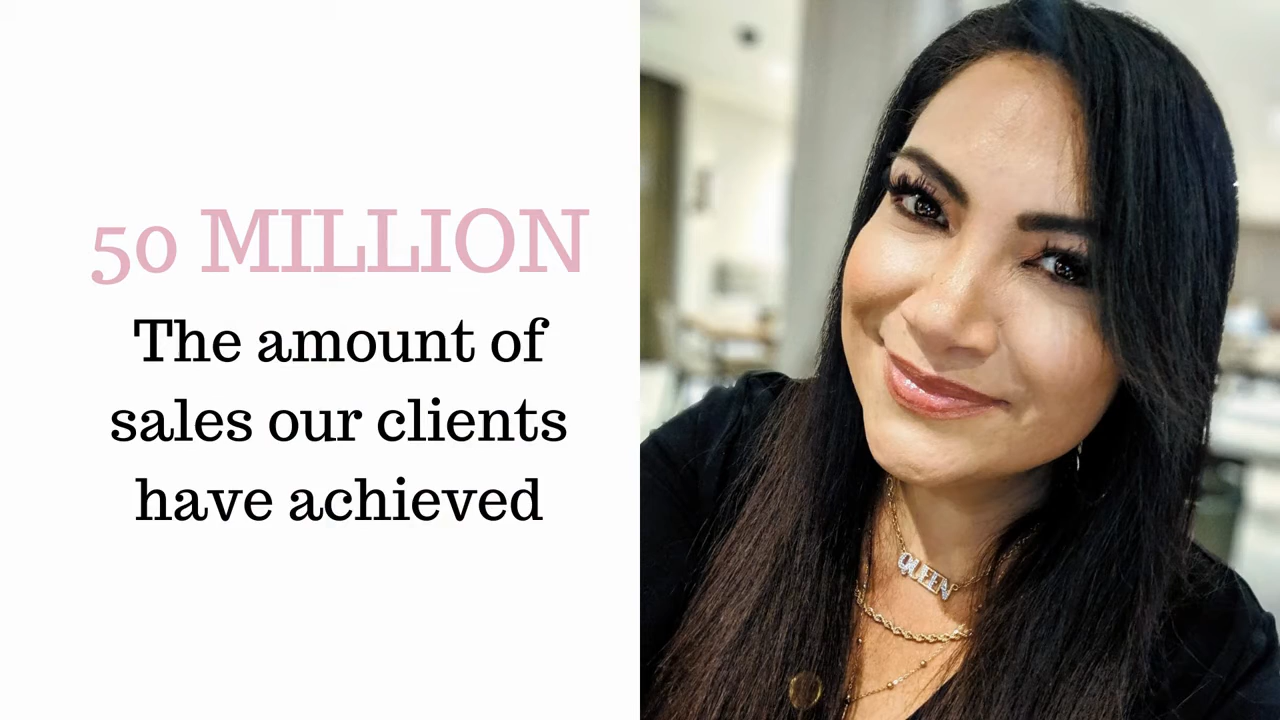 50 MILLION
The amount of
sales our clients
have achieved
QUEEN